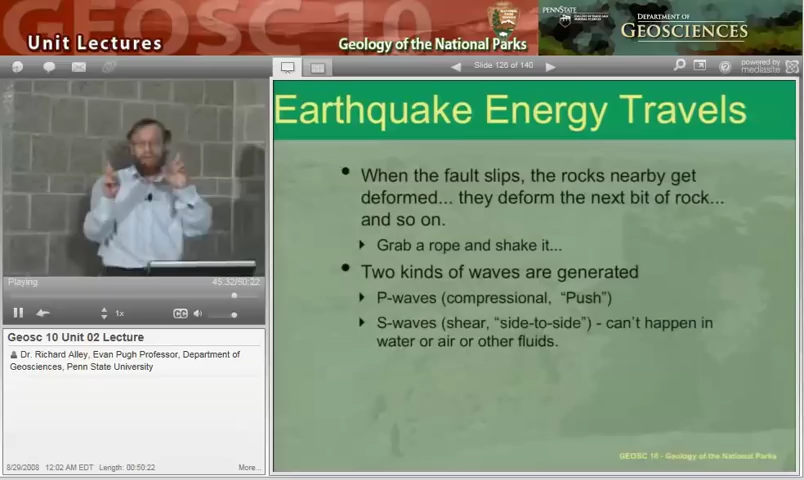 GEOSC 10
Unit Lectures
Geology of the National Parks
PENNSTATE
DEPARTMENT OF
GEOSCIENCES
Slide 126 of 140
powered by
mediasite
Earthquake Energy Travels
When the fault slips, the rocks nearby get
deformed... they deform the next bit of rock...
and so on.
Grab a rope and shake it...
Two kinds of waves are generated
P-waves (compressional, “Push”)
S-waves (shear, “side-to-side”) - can’t happen in
water or air or other fluids.
GEOSC 10 - Geology of the National Parks
Playing
45:32/50:22
1x
CC
Geosc 10 Unit 02 Lecture
Dr. Richard Alley, Evan Pugh Professor, Department of
Geosciences, Penn State University
8/29/2008 12:02 AM EDT Length: 00:50:22
More...